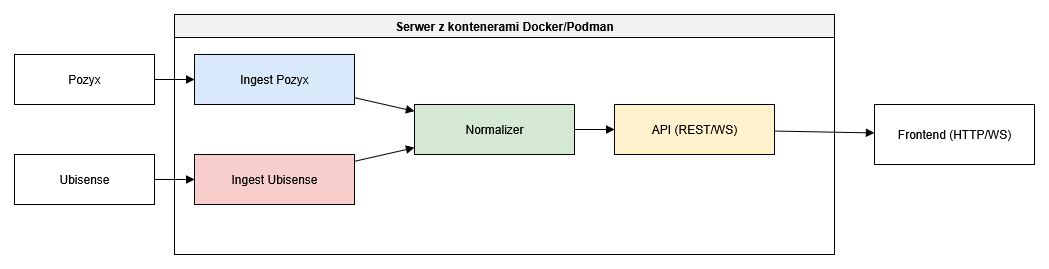 Serwer z kontenerami Docker/Podman
Pozyx
Ingest Pozyx
Normalizer
API (REST/WS)
Frontend (HTTP/WS)
Ubisense
Ingest Ubisense